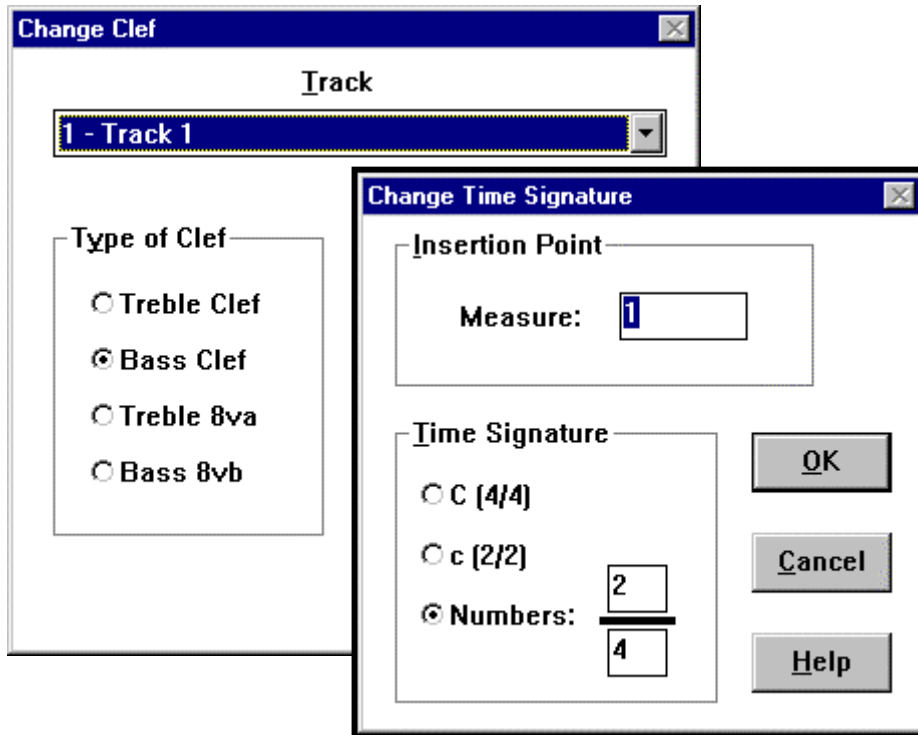 Change Clef
Track
1 - Track 1
Type of Clef
Treble Clef
Bass Clef
Treble 8va
Bass 8vb
Change Time Signature
Insertion Point
Measure: 1
Time Signature
C (4/4)
c (2/2)
Numbers: 2
4
OK
Cancel
Help